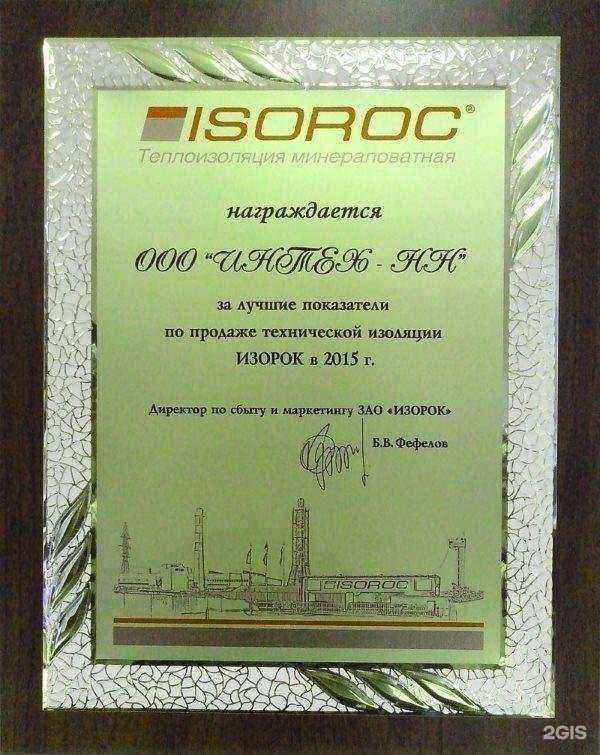 ISOROC®
Теплоизоляция минераловатная
награждается
ООО "ИНТЕХ - НН"
за лучшие показатели
по продаже технической изоляции
ИЗОРОК в 2015 г.
Директор по сбыту и маркетингу ЗАО «ИЗОРОК»
Б.В. Фефелов
ISOROC
2GIS